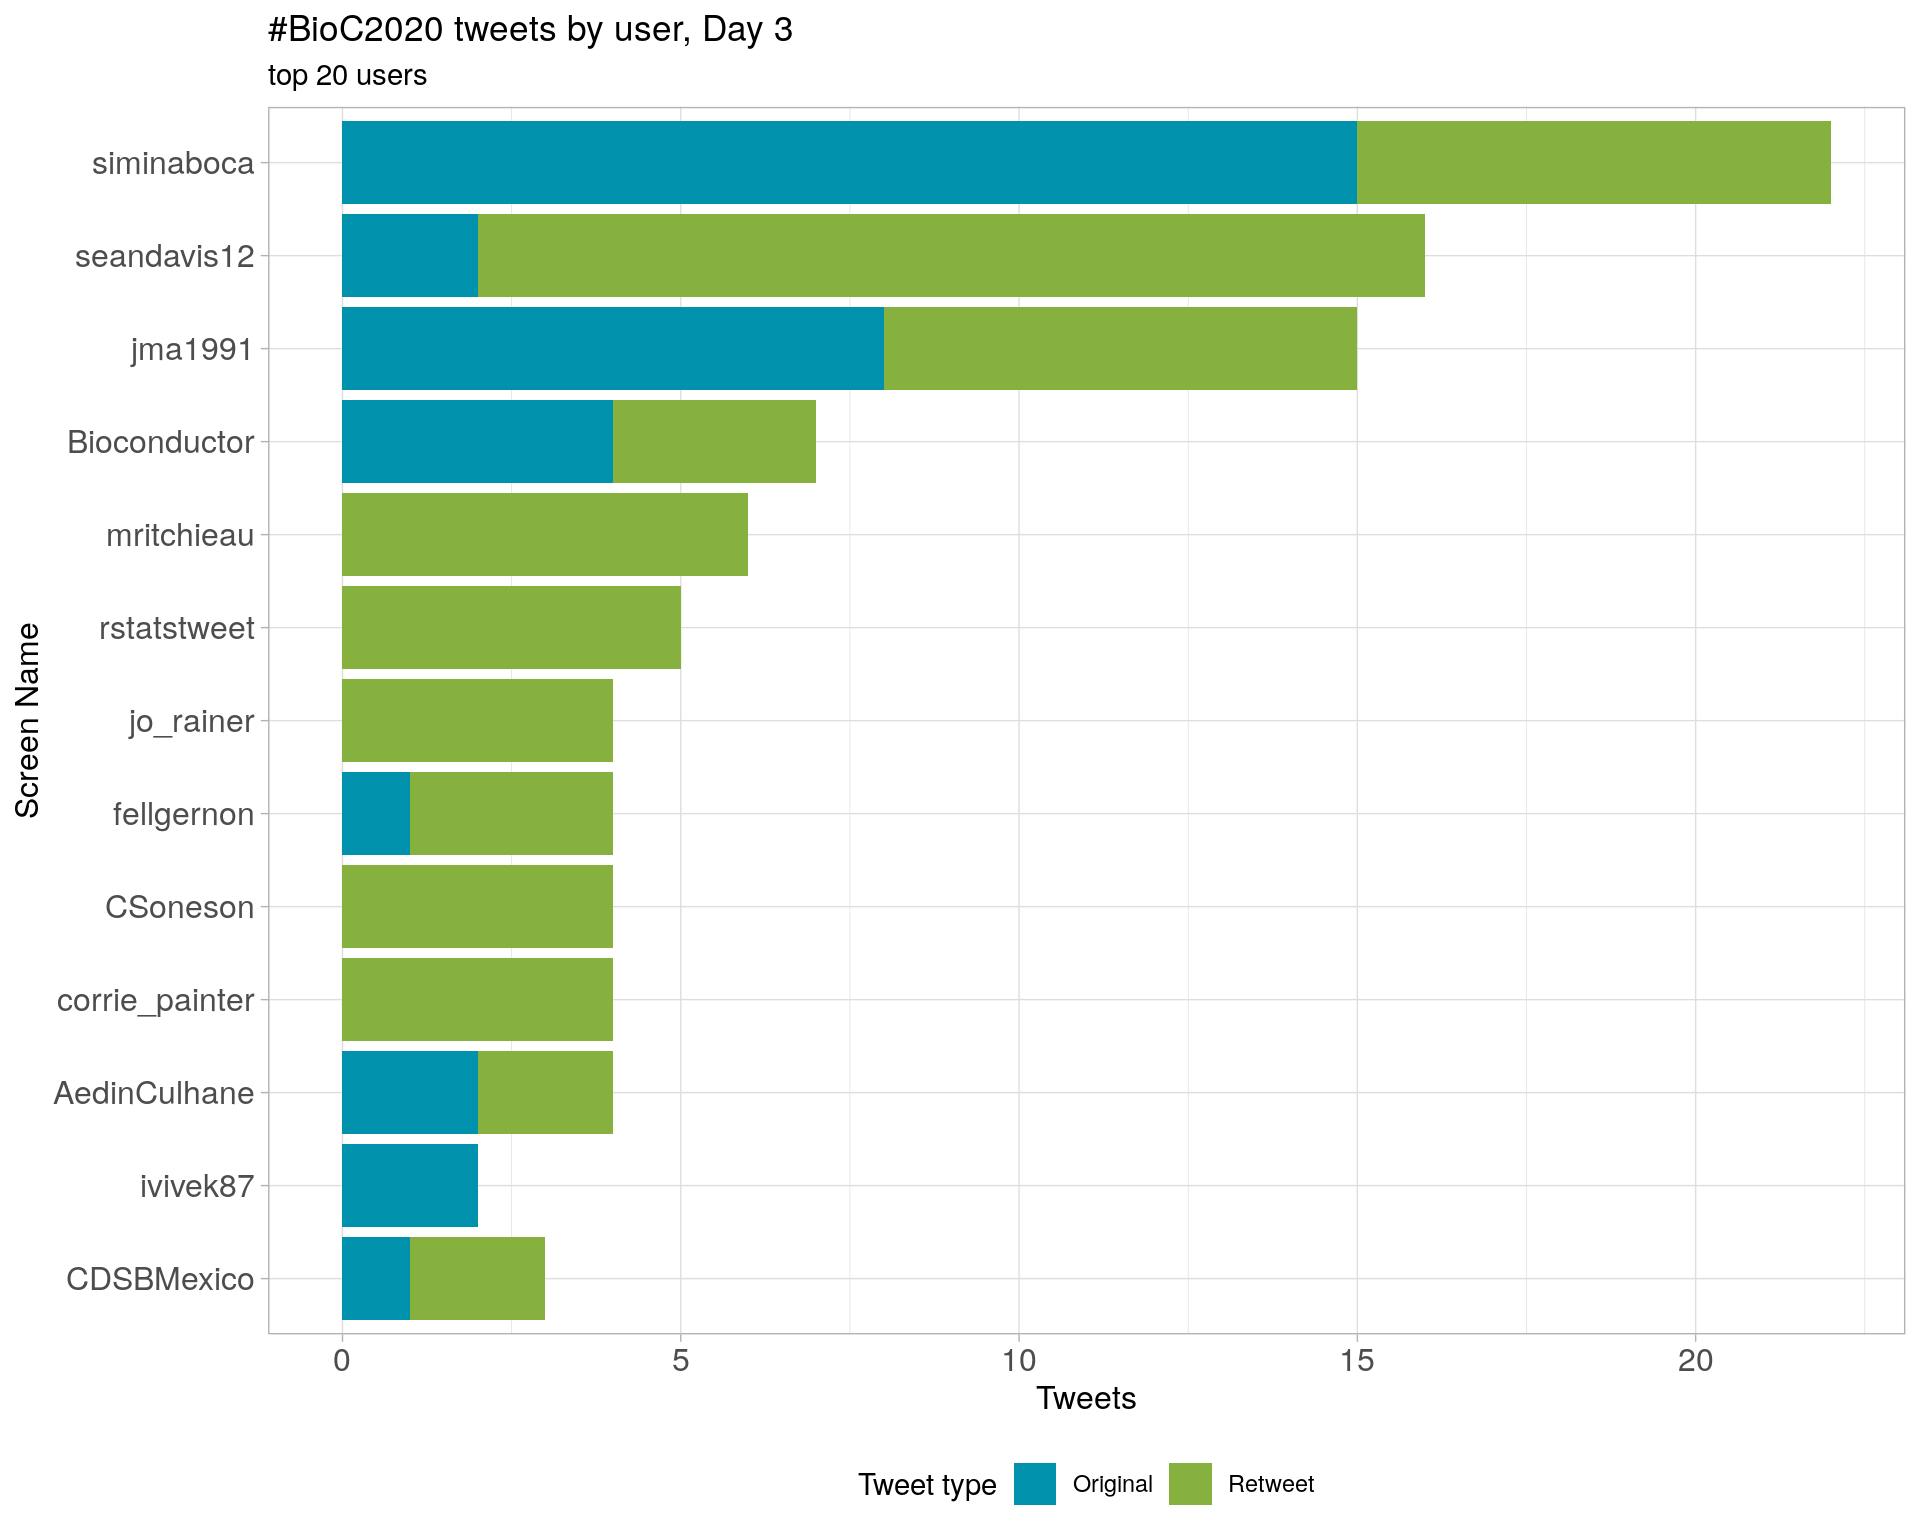 #BioC2020 tweets by user, Day 3
top 20 users
siminaboca
seandavis12
jma1991
Bioconductor
mritchieau
rstatstweet
jo_rainer
fellgernon
CSoneson
corrie_painter
AedinCulhane
ivivek87
CDSBMexico
Screen Name
0 5 10 15 20
Tweets
Tweet type Original Retweet